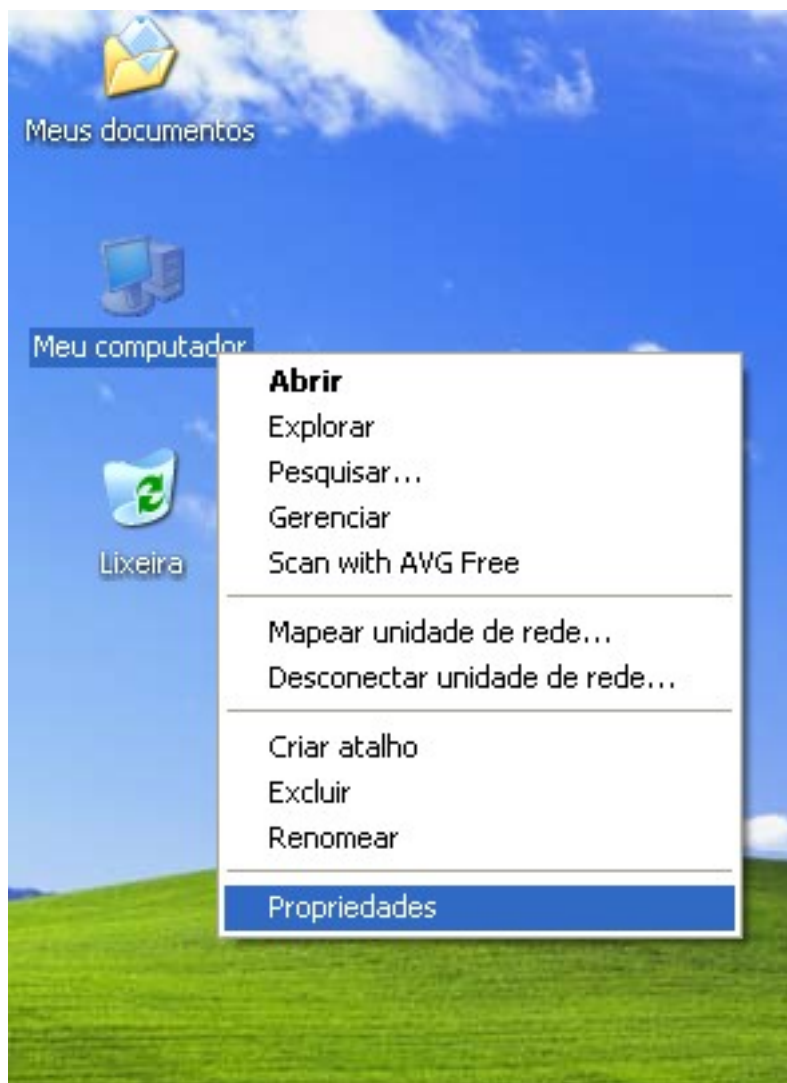 Meus documentos
Meu computador
Abrir
Explorar
Pesquisar...
Gerenciar
Scan with AVG Free
Lixeira
Mapear unidade de rede...
Desconectar unidade de rede...
Criar atalho
Excluir
Renomear
Propriedades